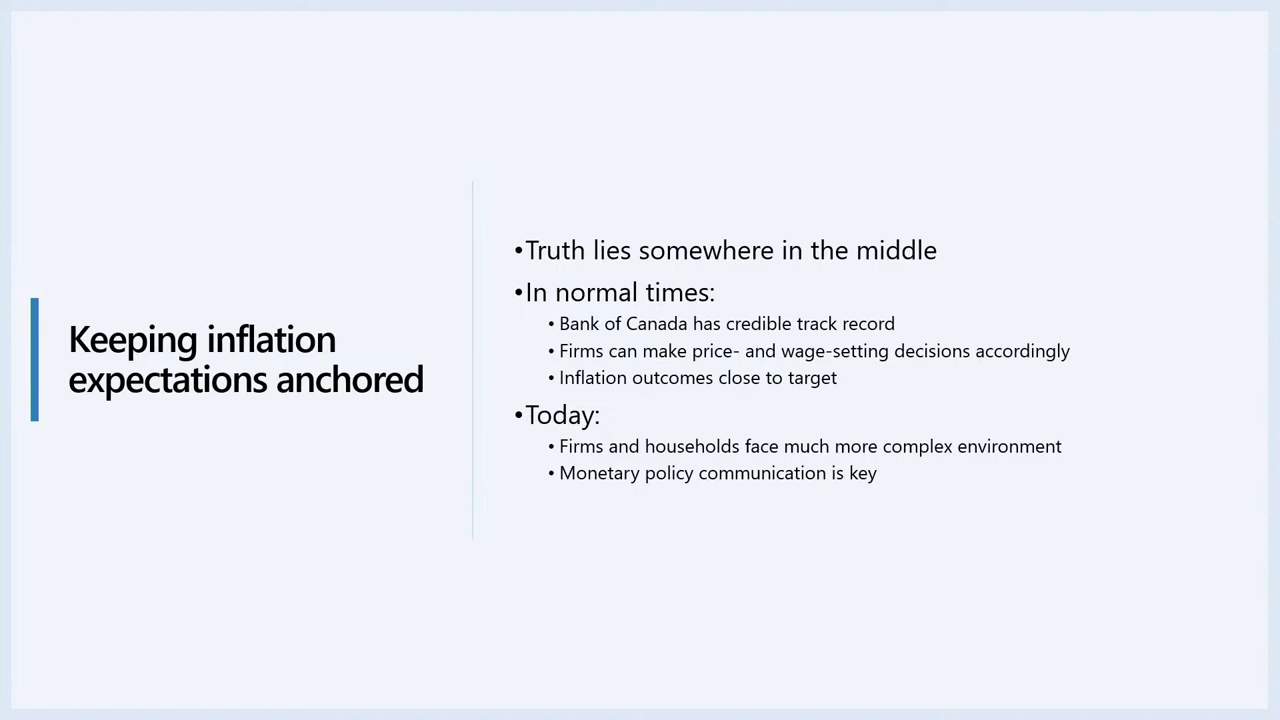 Keeping inflation
expectations anchored
•Truth lies somewhere in the middle
•In normal times:
• Bank of Canada has credible track record
• Firms can make price- and wage-setting decisions accordingly
• Inflation outcomes close to target
•Today:
• Firms and households face much more complex environment
• Monetary policy communication is key